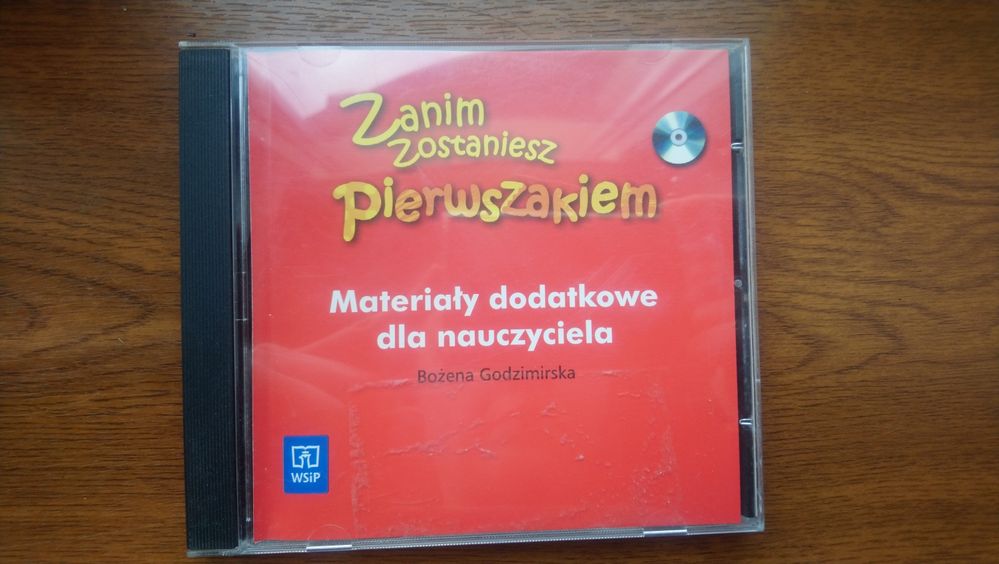 Zanim
zostaniesz
pierwszakiem
Materiały dodatkowe
dla nauczyciela
Bożena Godzimirska
WSiP